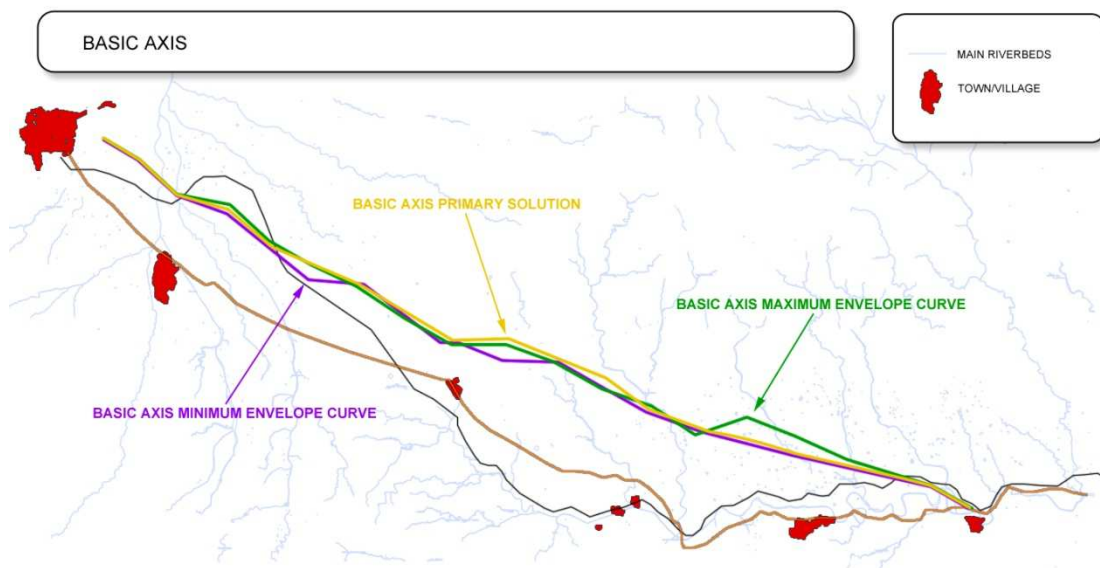 BASIC AXIS
MAIN RIVERBEDS
TOWN/VILLAGE
BASIC AXIS PRIMARY SOLUTION
BASIC AXIS MAXIMUM ENVELOPE CURVE
BASIC AXIS MINIMUM ENVELOPE CURVE